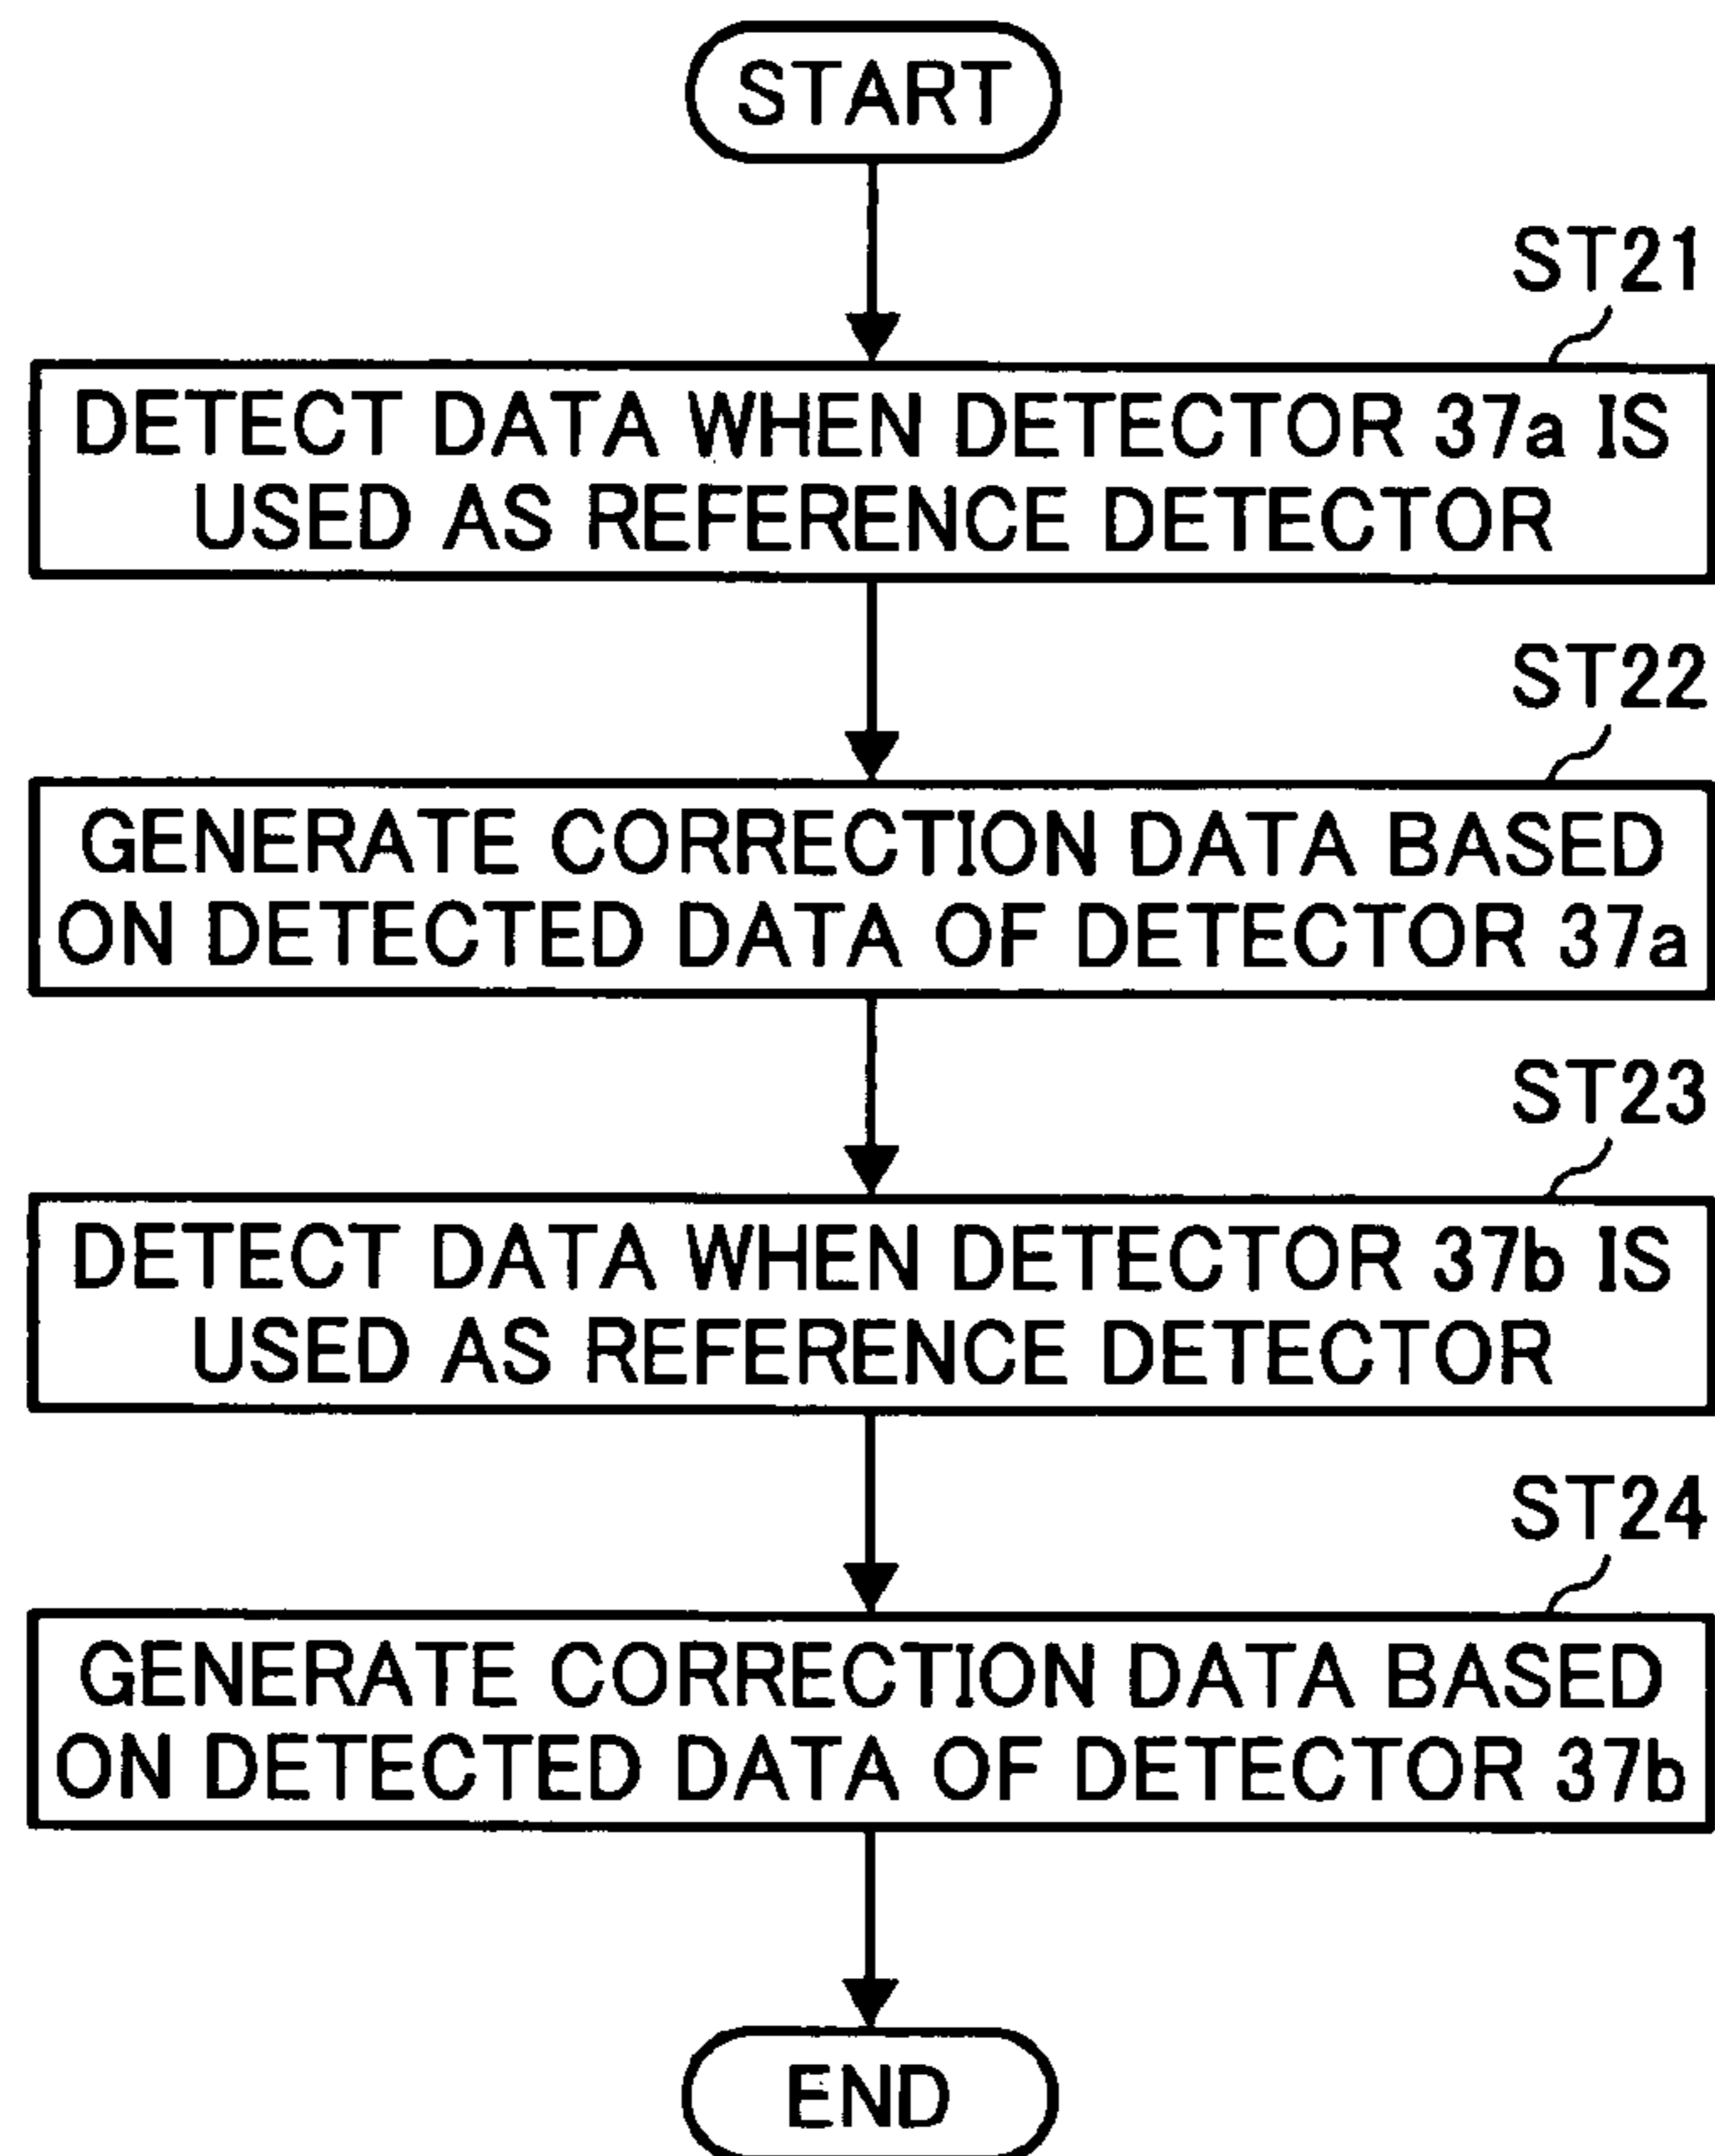 START
ST21
DETECT DATA WHEN DETECTOR 37a IS
USED AS REFERENCE DETECTOR
ST22
GENERATE CORRECTION DATA BASED
ON DETECTED DATA OF DETECTOR 37a
ST23
DETECT DATA WHEN DETECTOR 37b IS
USED AS REFERENCE DETECTOR
ST24
GENERATE CORRECTION DATA BASED
ON DETECTED DATA OF DETECTOR 37b
END